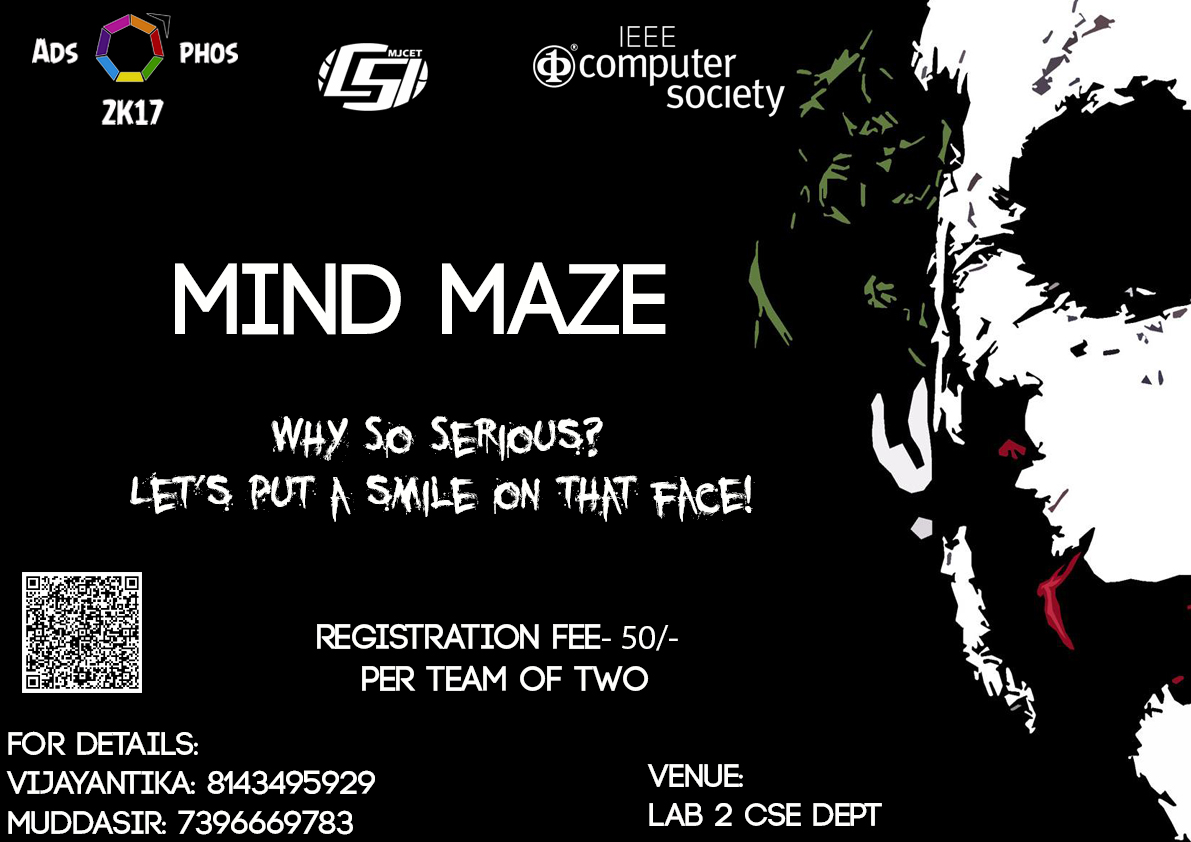 ADS PHOS
2K17
MJCET
CSI
IEEE
computer
society
®
MIND MAZE
WHY SO SERIOUS?
LET'S PUT A SMILE ON THAT FACE!
REGISTRATION FEE- 50/-
PER TEAM OF TWO
FOR DETAILS:
VIJAYANTIKA: 8143495929
MUDDASIR: 7396669783
VENUE:
LAB 2 CSE DEPT